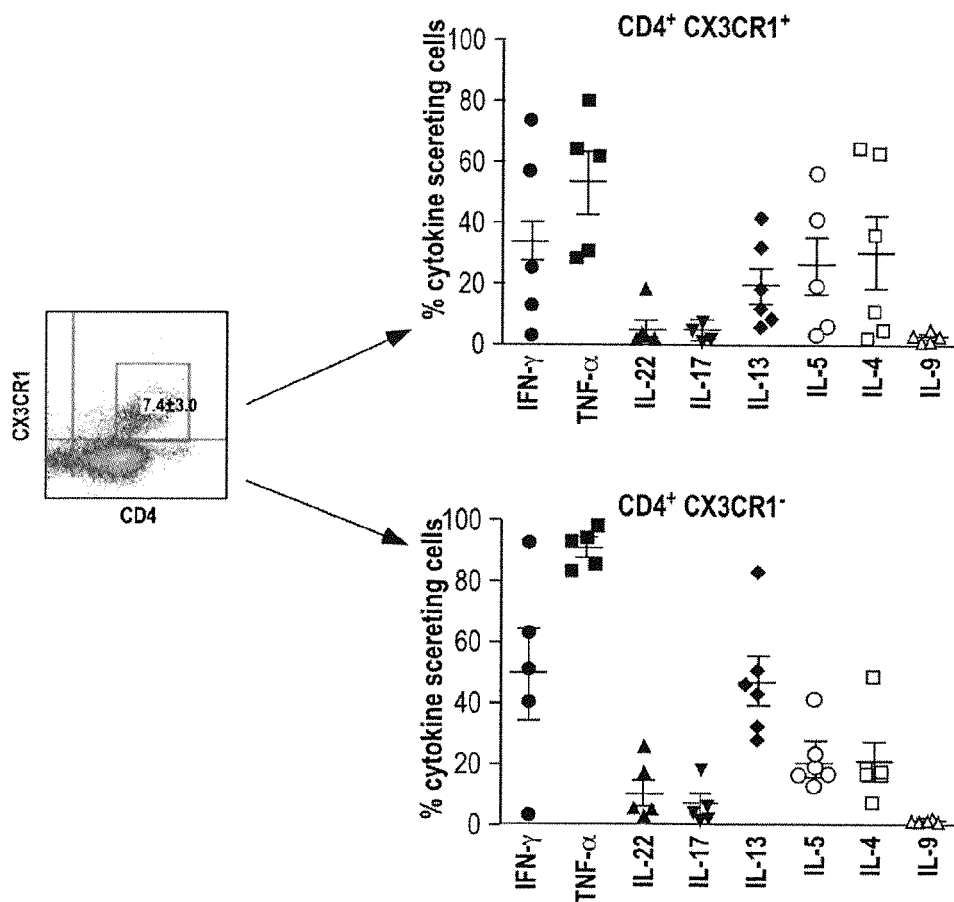 CD4+ CX3CR1+
% cytokine scereting cells
100
80
60
40
20
0
IFN-γ
TNF-α
IL-22
IL-17
IL-13
IL-5
IL-4
IL-9
CX3CR1
7.4±3.0
CD4
CD4+ CX3CR1-
% cytokine scereting cells
100
80
60
40
20
0
IFN-γ
TNF-α
IL-22
IL-17
IL-13
IL-5
IL-4
IL-9